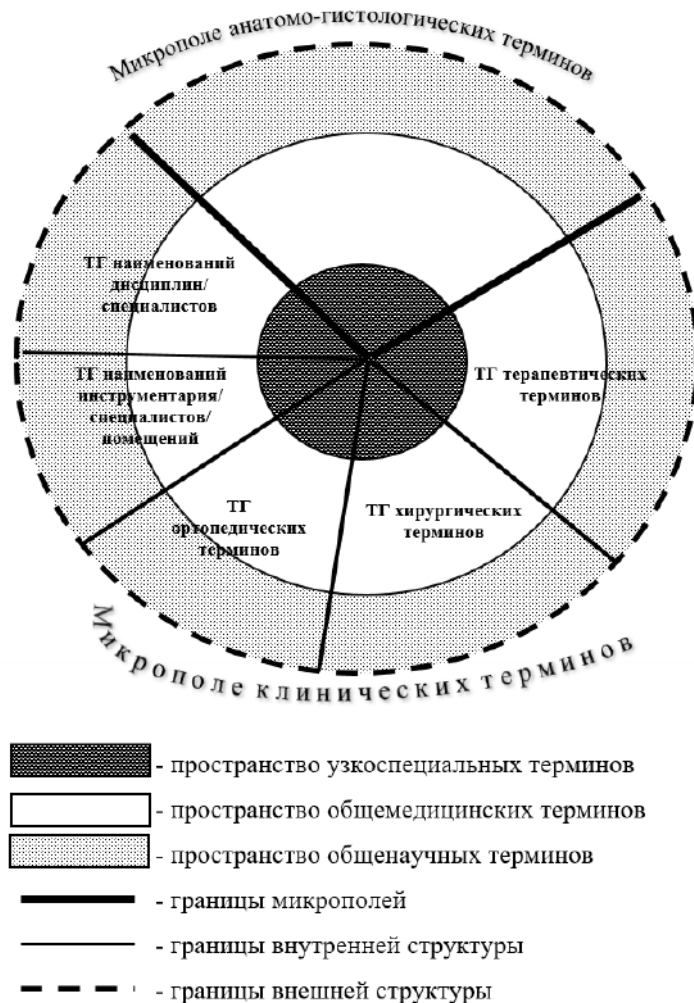 Микрополе анатомо-гистологических терминов
ТГ наименований
дисциплин/
специалистов
ТГ наименований
инструментария/
специалистов/
помещений
ТГ терапевтических
терминов
ТГ
ортопедических
терминов
ТГ хирургических
терминов
Микрополе клинических терминов
- пространство узкоспециальных терминов
- пространство общемедицинских терминов
- пространство общенаучных терминов
- границы микрополей
- границы внутренней структуры
- границы внешней структуры